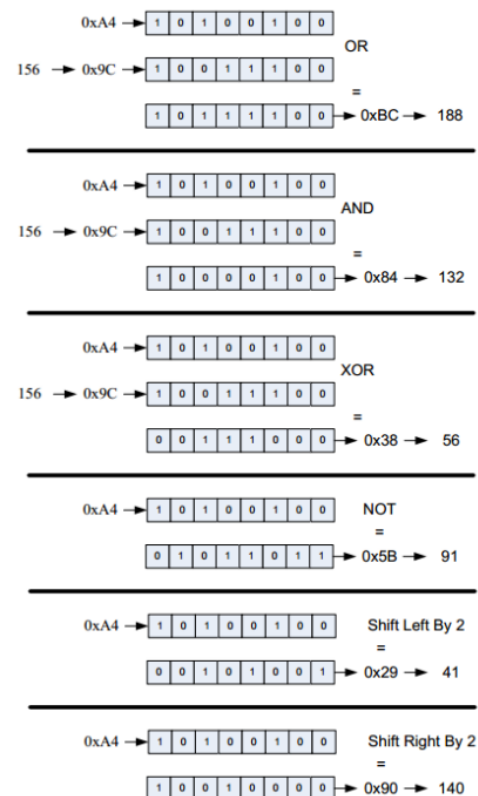 0xA4 1 0 1 0 0 1 0 0
OR
156 0x9C 1 0 0 1 1 1 0 0
=
1 0 1 1 1 1 0 0 0xBC 188
0xA4 1 0 1 0 0 1 0 0
AND
156 0x9C 1 0 0 1 1 1 0 0
=
1 0 0 0 0 1 0 0 0x84 132
0xA4 1 0 1 0 0 1 0 0
XOR
156 0x9C 1 0 0 1 1 1 0 0
=
0 0 1 1 1 0 0 0 0x38 56
0xA4 1 0 1 0 0 1 0 0 NOT
=
0 1 0 1 1 0 1 1 0x5B 91
0xA4 1 0 1 0 0 1 0 0 Shift Left By 2
=
0 0 1 0 1 0 0 1 0x29 41
0xA4 1 0 1 0 0 1 0 0 Shift Right By 2
=
1 0 0 1 0 0 0 0 0x90 140